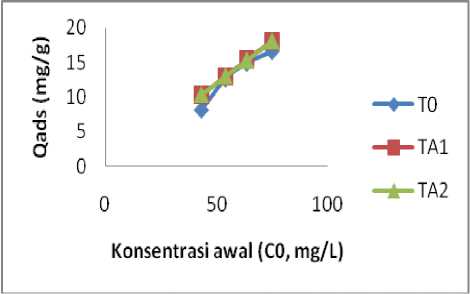 20
15
10
5
0
Qads (mg/g)
0 50 100
Konsentrasi awal (C0, mg/L)
T0
TA1
TA2